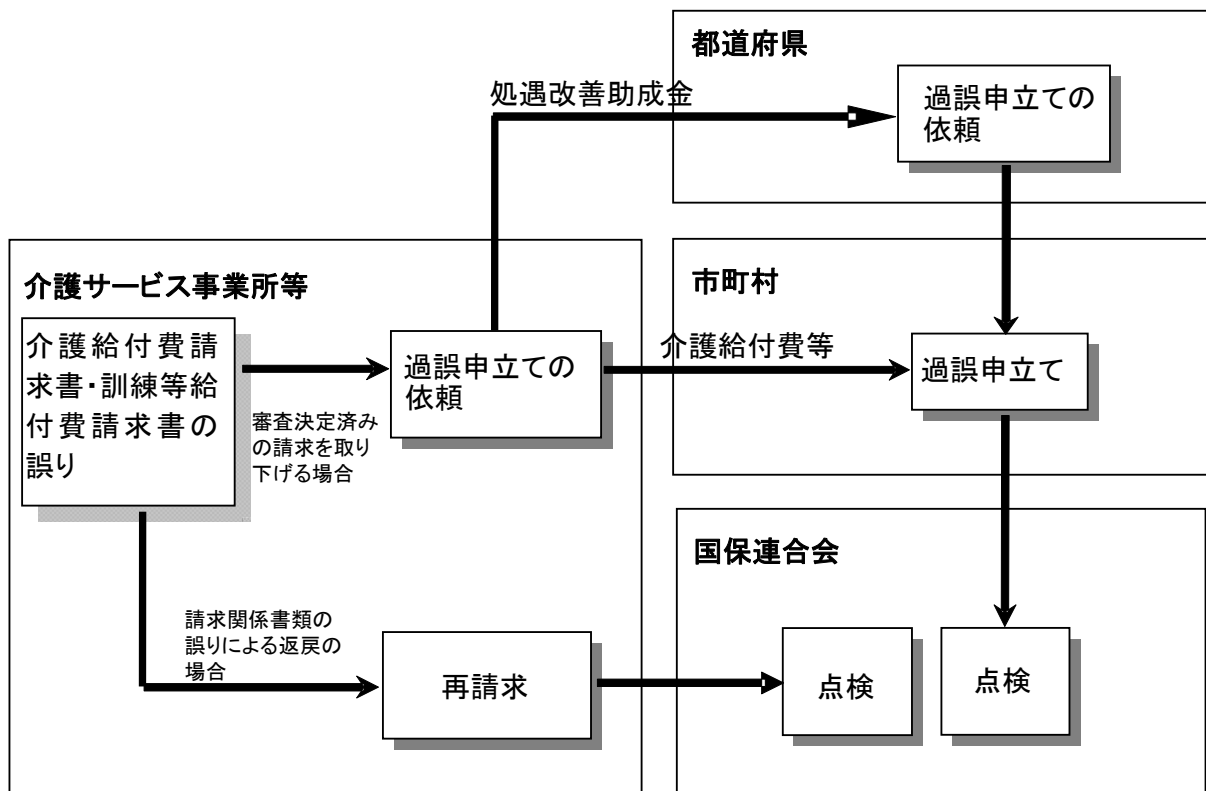 都道府県
処遇改善助成金
過誤申立ての
依頼
介護サービス事業所等
介護給付費請
求書・訓練等給
付費請求書の
誤り
審査決定済み
の請求を取り
下げる場合
過誤申立ての
依頼
市町村
介護給付費等
過誤申立て
国保連合会
請求関係書類の
誤りによる返戻の
場合
再請求
点検
点検